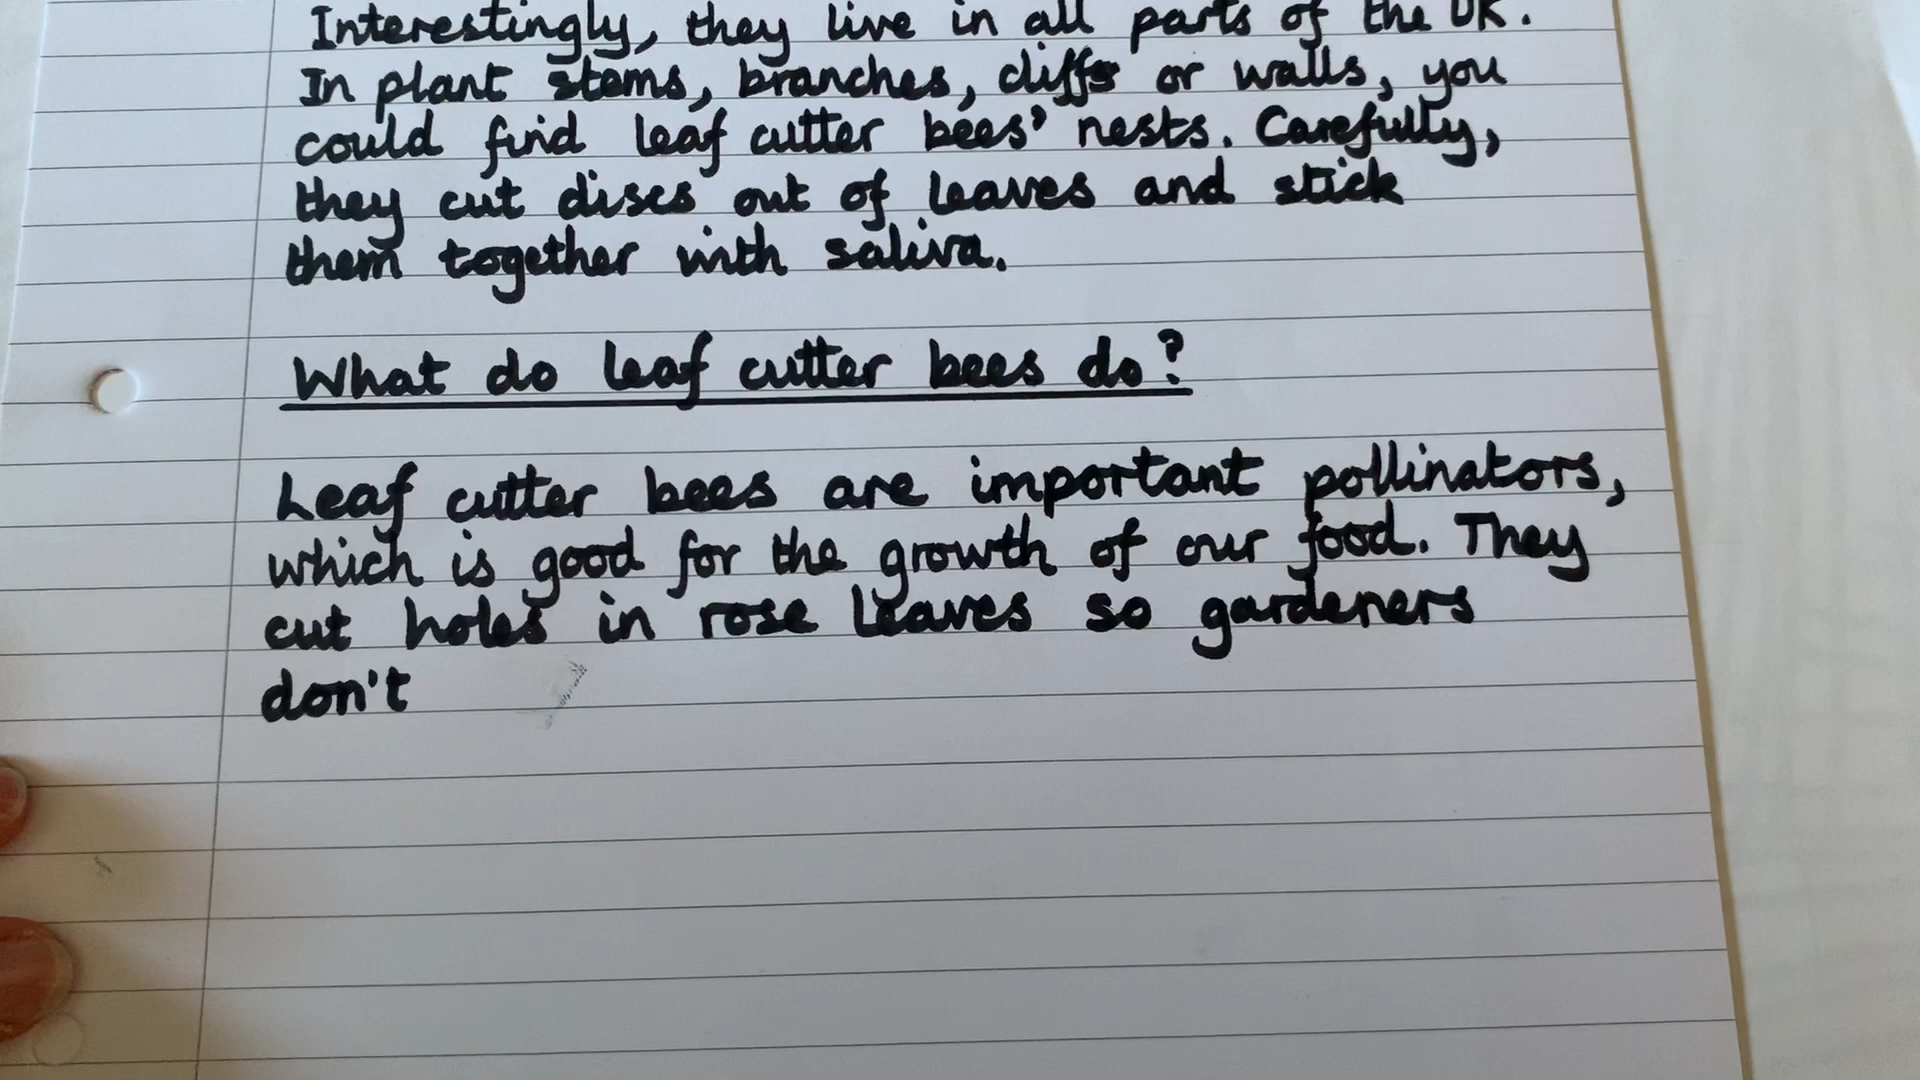 Interestingly, they live in all parts of the UK.
In plant stems, branches, cliffs or walls, you
could find leaf cutter bees' nests. Carefully,
they cut discs out of leaves and stick
them together with saliva.
What do leaf cutter bees do?
Leaf cutter bees are important pollinators,
which is good for the growth of our food. They
cut holes in rose leaves so gardeners
don't